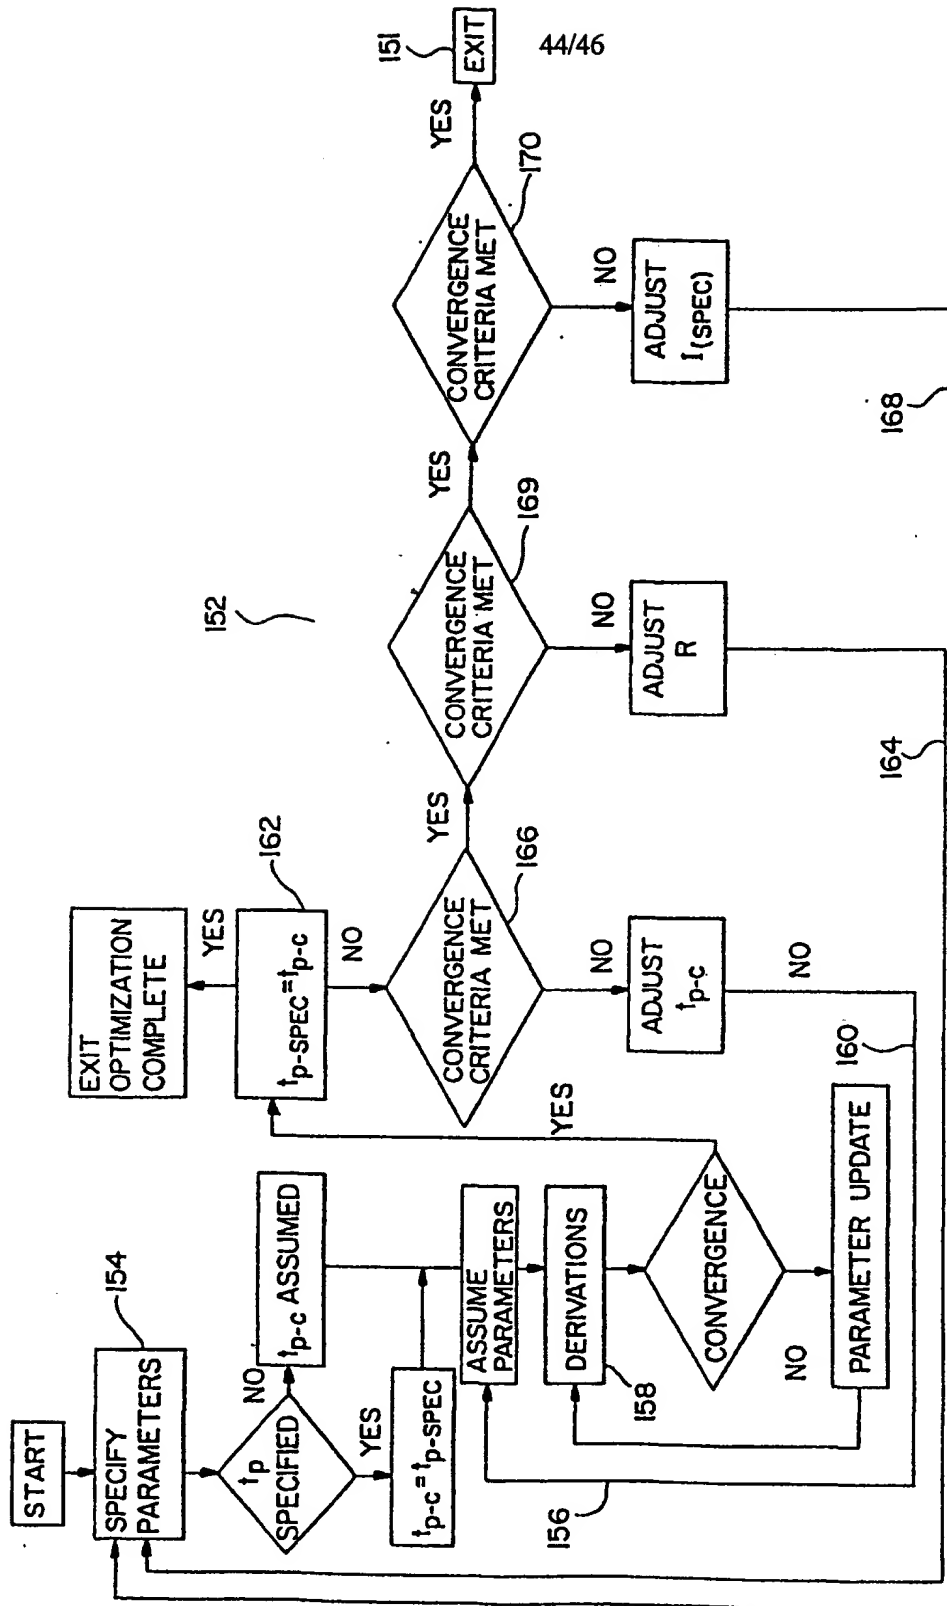 44/46
START
SPECIFY
PARAMETERS
154
tp
SPECIFIED
NO
tp-c ASSUMED
YES
tp-c = tp-SPEC
ASSUME
PARAMETERS
156
DERIVATIONS
158
CONVERGENCE
NO
PARAMETER UPDATE
YES
160
EXIT
OPTIMIZATION
COMPLETE
YES
tp-SPEC = tp-c
162
NO
CONVERGENCE
CRITERIA MET
166
NO
ADJUST
tp-c
NO
YES
152
CONVERGENCE
CRITERIA MET
169
NO
ADJUST
R
164
YES
CONVERGENCE
CRITERIA MET
170
NO
ADJUST
I(SPEC)
168
YES
EXIT
151